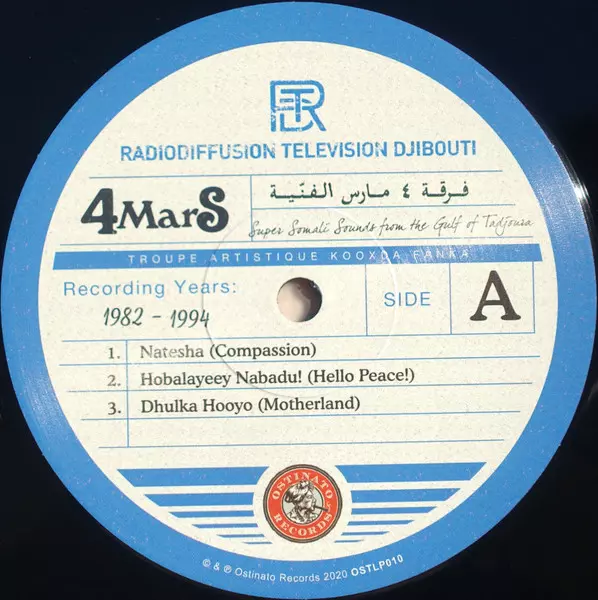 RTD
RADIODIFFUSION TELEVISION DJIBOUTI
4 MarS
فرقة ٤ مارس الفنّية
Super Somali Sounds from the Gulf of Tadjoura
TROUPE ARTISTIQUE KOOXDA FANKA
Recording Years:
1982 - 1994
SIDE
A
1. Natesha (Compassion)
2. Hobalayeey Nabadu! (Hello Peace!)
3. Dhulka Hooyo (Motherland)
OSTINATO
RECORDS
© & ℗ Ostinato Records 2020 OSTLP010